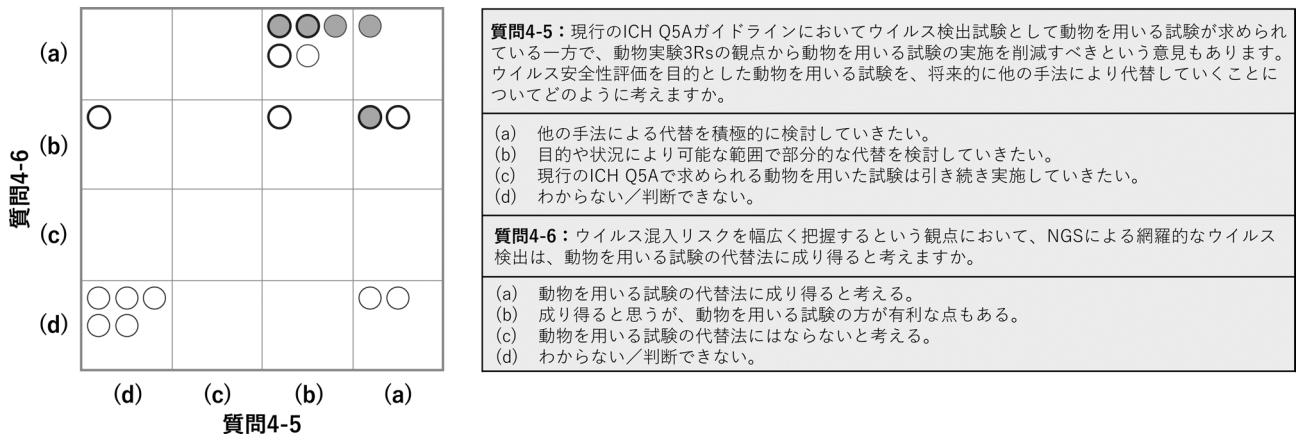 (a)
(b)
(c)
(d)
質問4-6
(d)
(c)
(b)
(a)
質問4-5
質問4-5：現行のICH Q5Aガイドラインにおいてウイルス検出試験として動物を用いる試験が求められ
ている一方で、動物実験3Rsの観点から動物を用いる試験の実施を削減すべきという意見もあります。
ウイルス安全性評価を目的とした動物を用いる試験を、将来的に他の手法により代替していくことに
ついてどのように考えますか。
(a) 他の手法による代替を積極的に検討していきたい。
(b) 目的や状況により可能な範囲で部分的な代替を検討していきたい。
(c) 現行のICH Q5Aで求められる動物を用いた試験は引き続き実施していきたい。
(d) わからない／判断できない。
質問4-6：ウイルス混入リスクを幅広く把握するという観点において、NGSによる網羅的なウイルス
検出は、動物を用いる試験の代替法に成り得ると考えますか。
(a) 動物を用いる試験の代替法に成り得ると考える。
(b) 成り得ると思うが、動物を用いる試験の方が有利な点もある。
(c) 動物を用いる試験の代替法にはならないと考える。
(d) わからない／判断できない。